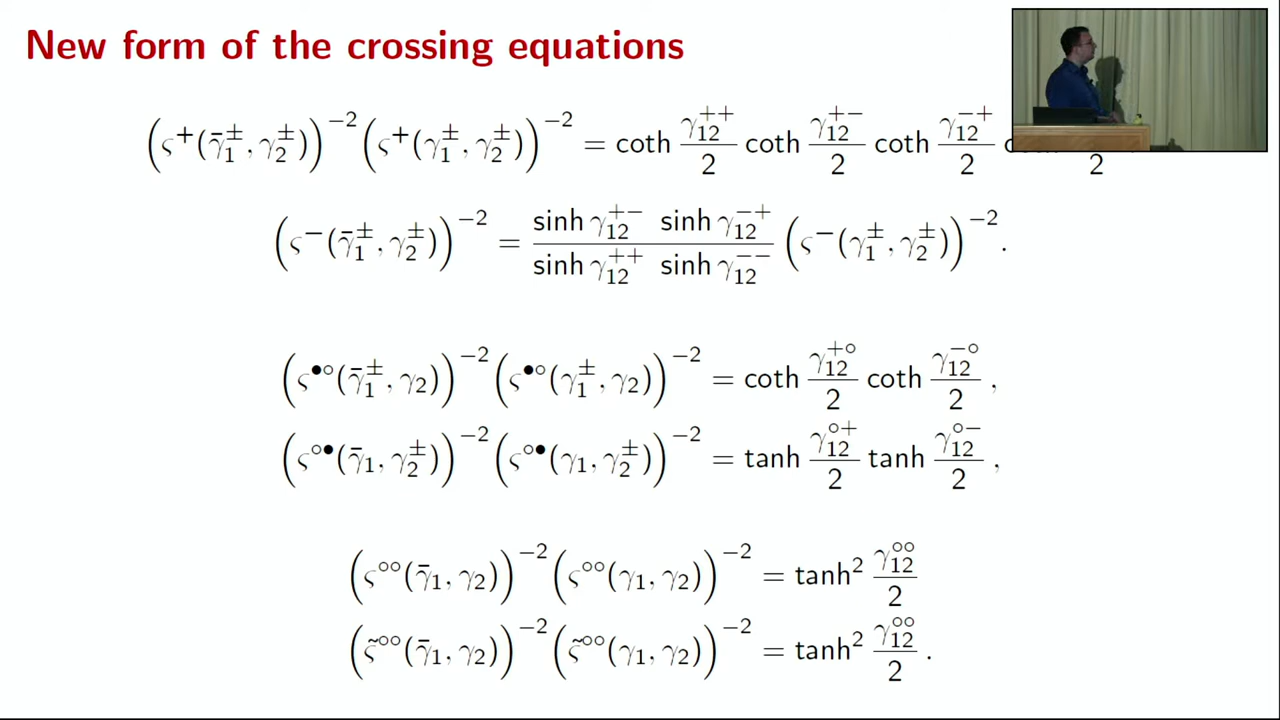 New form of the crossing equations
(ς⁺(γ̄₁^±, γ₂^±))⁻² (ς⁺(γ₁^±, γ₂^±))⁻² = coth γ₁₂⁺⁺/2 coth γ₁₂⁺⁻/2 coth γ₁₂⁻⁺/2 /2
(ς⁻(γ̄₁^±, γ₂^±))⁻² = (sinh γ₁₂⁺⁻ sinh γ₁₂⁻⁺)/(sinh γ₁₂⁺⁺ sinh γ₁₂⁻⁻) (ς⁻(γ₁^±, γ₂^±))⁻² .
(ς^•◦(γ̄₁^±, γ₂))⁻² (ς^•◦(γ₁^±, γ₂))⁻² = coth γ₁₂^+◦/2 coth γ₁₂^−◦/2 ,
(ς^◦•(γ̄₁, γ₂^±))⁻² (ς^◦•(γ₁, γ₂^±))⁻² = tanh γ₁₂^◦+/2 tanh γ₁₂^◦−/2 ,
(ς^◦◦(γ̄₁, γ₂))⁻² (ς^◦◦(γ₁, γ₂))⁻² = tanh² γ₁₂^◦◦/2
(ς̃^◦◦(γ̄₁, γ₂))⁻² (ς̃^◦◦(γ₁, γ₂))⁻² = tanh² γ₁₂^◦◦/2 .